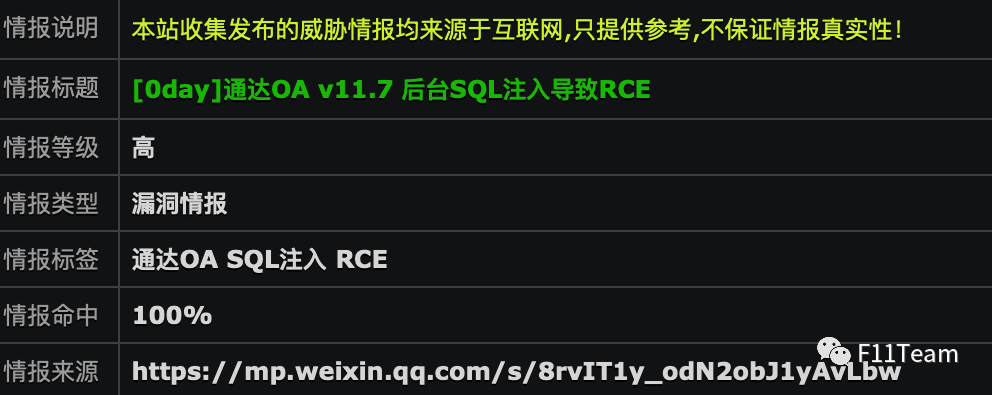 情报说明 本站收集发布的威胁情报均来源于互联网,只提供参考,不保证情报真实性!
情报标题 [0day]通达OA v11.7 后台SQL注入导致RCE
情报等级 高
情报类型 漏洞情报
情报标签 通达OA SQL注入 RCE
情报命中 100%
情报来源 https://mp.weixin.qq.com/s/8rvIT1y_odN2obJ1yAvLbw
F11Team